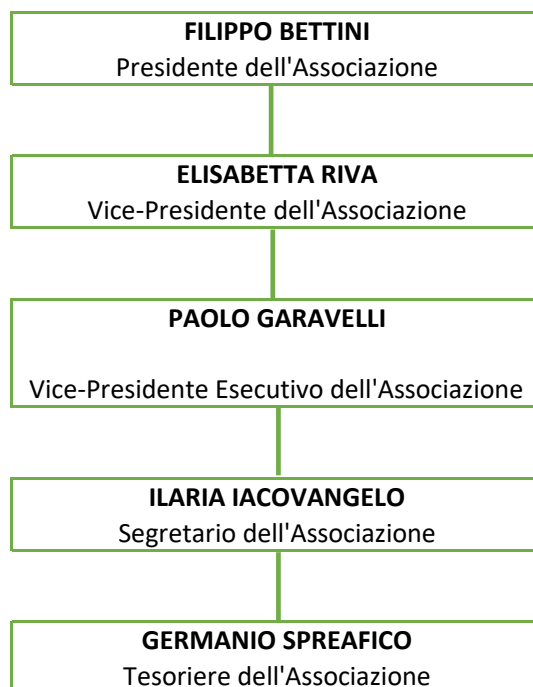 FILIPPO BETTINI
Presidente dell'Associazione
ELISABETTA RIVA
Vice-Presidente dell'Associazione
PAOLO GARAVELLI
Vice-Presidente Esecutivo dell'Associazione
ILARIA IACOVANGELO
Segretario dell'Associazione
GERMANIO SPREAFICO
Tesoriere dell'Associazione